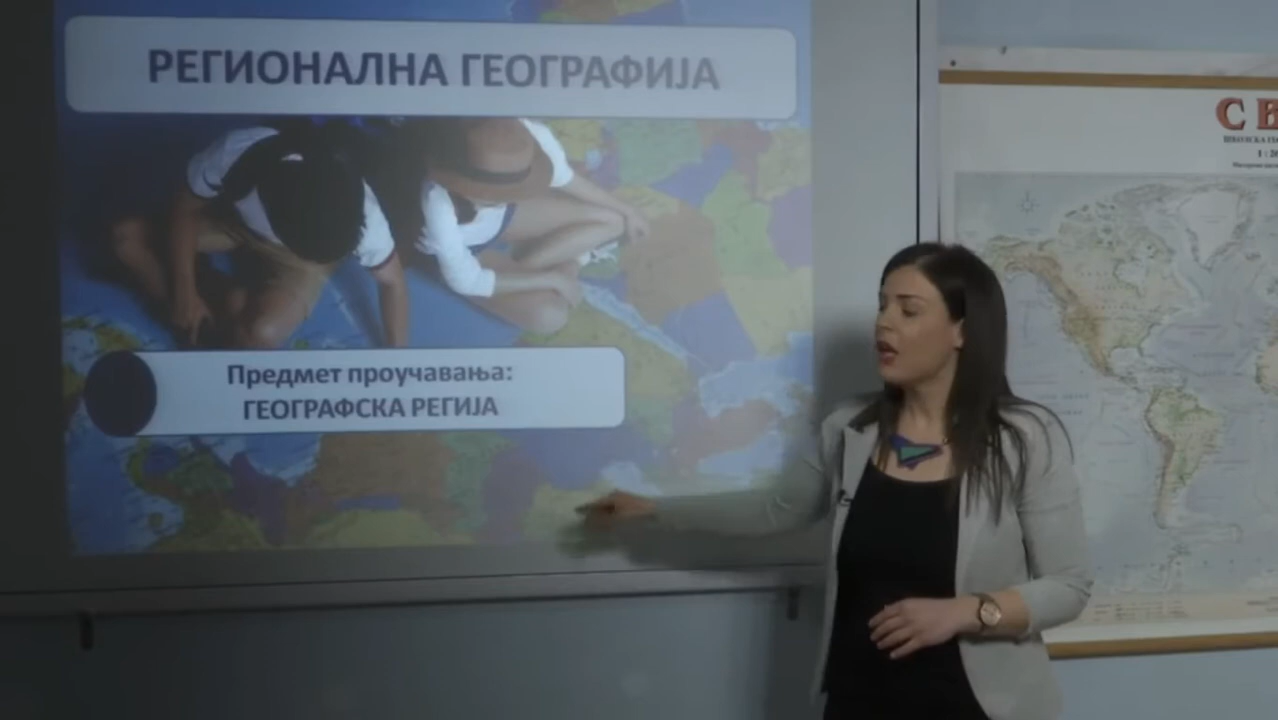 РЕГИОНАЛНА ГЕОГРАФИЈА
Предмет проучавања:
ГЕОГРАФСКА РЕГИЈА